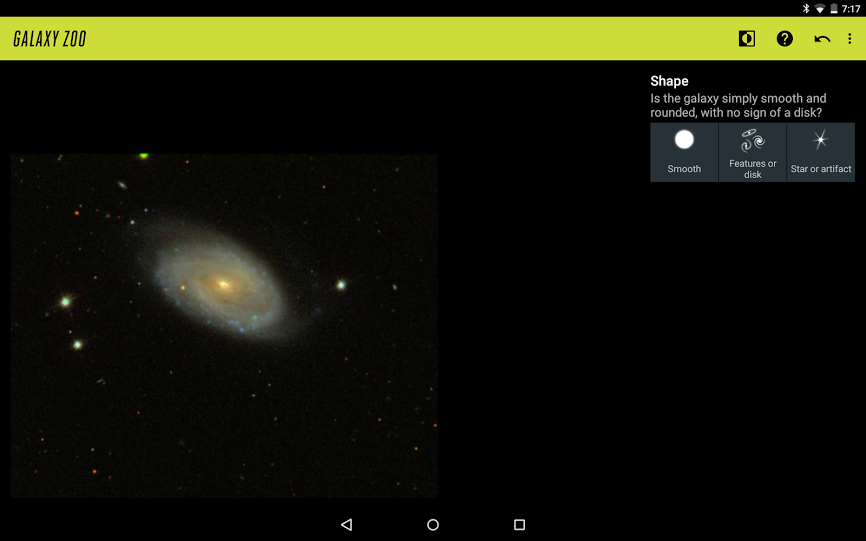 7:17
GALAXY ZOO
Shape
Is the galaxy simply smooth and
rounded, with no sign of a disk?
Smooth
Features or
disk
Star or artifact